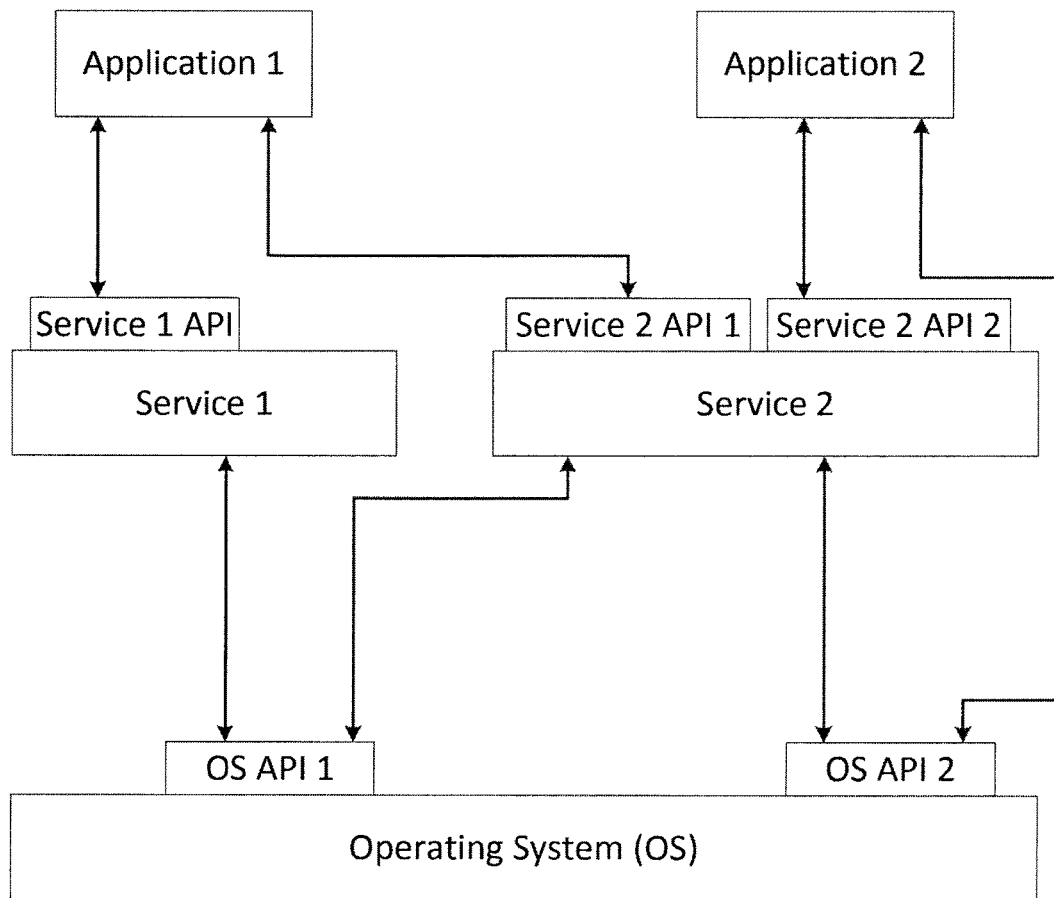 Application 1
Application 2
Service 1 API
Service 2 API 1
Service 2 API 2
Service 1
Service 2
OS API 1
OS API 2
Operating System (OS)